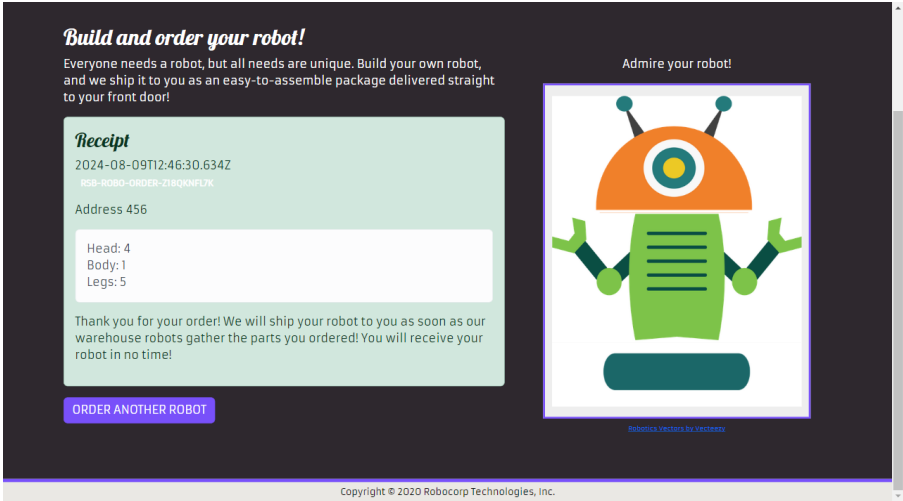 Build and order your robot!
Everyone needs a robot, but all needs are unique. Build your own robot,
and we ship it to you as an easy-to-assemble package delivered straight
to your front door!
Admire your robot!
Receipt
2024-08-09T12:46:30.634Z
Address 456
Head: 4
Body: 1
Legs: 5
Thank you for your order! We will ship your robot to you as soon as our
warehouse robots gather the parts you ordered! You will receive your
robot in no time!
ORDER ANOTHER ROBOT
Robotics Vectors by Vecteezy
Copyright © 2020 Robocorp Technologies, Inc.